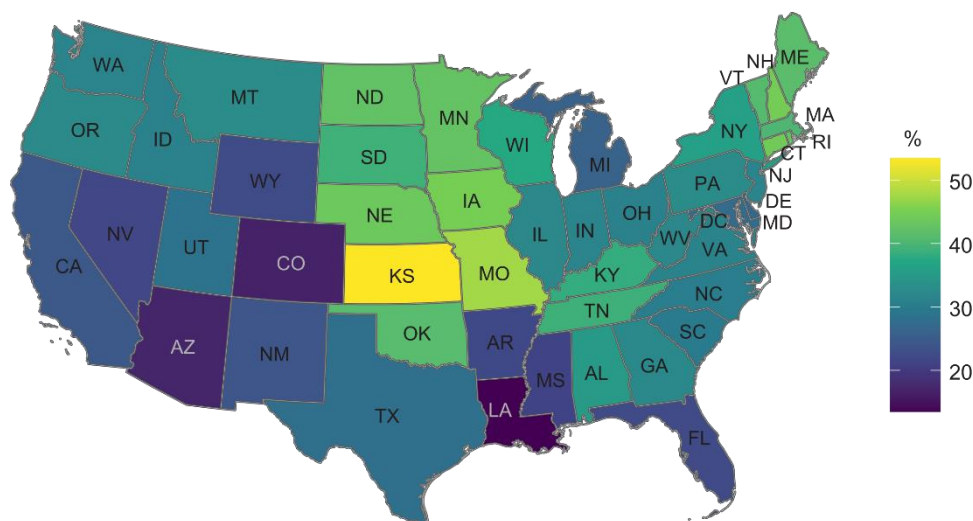 NH ME
VT
WA
MT
ND
MN
MA
OR
ID
SD
WI
NY
RI
%
CT
WY
MI
NJ
50
IA
PA
DE
NE
DC
MD
NV
UT
IL
IN
OH
WV
VA
40
CA
CO
KS
MO
KY
NC
TN
30
AZ
NM
OK
AR
SC
MS
AL
GA
20
TX
LA
FL